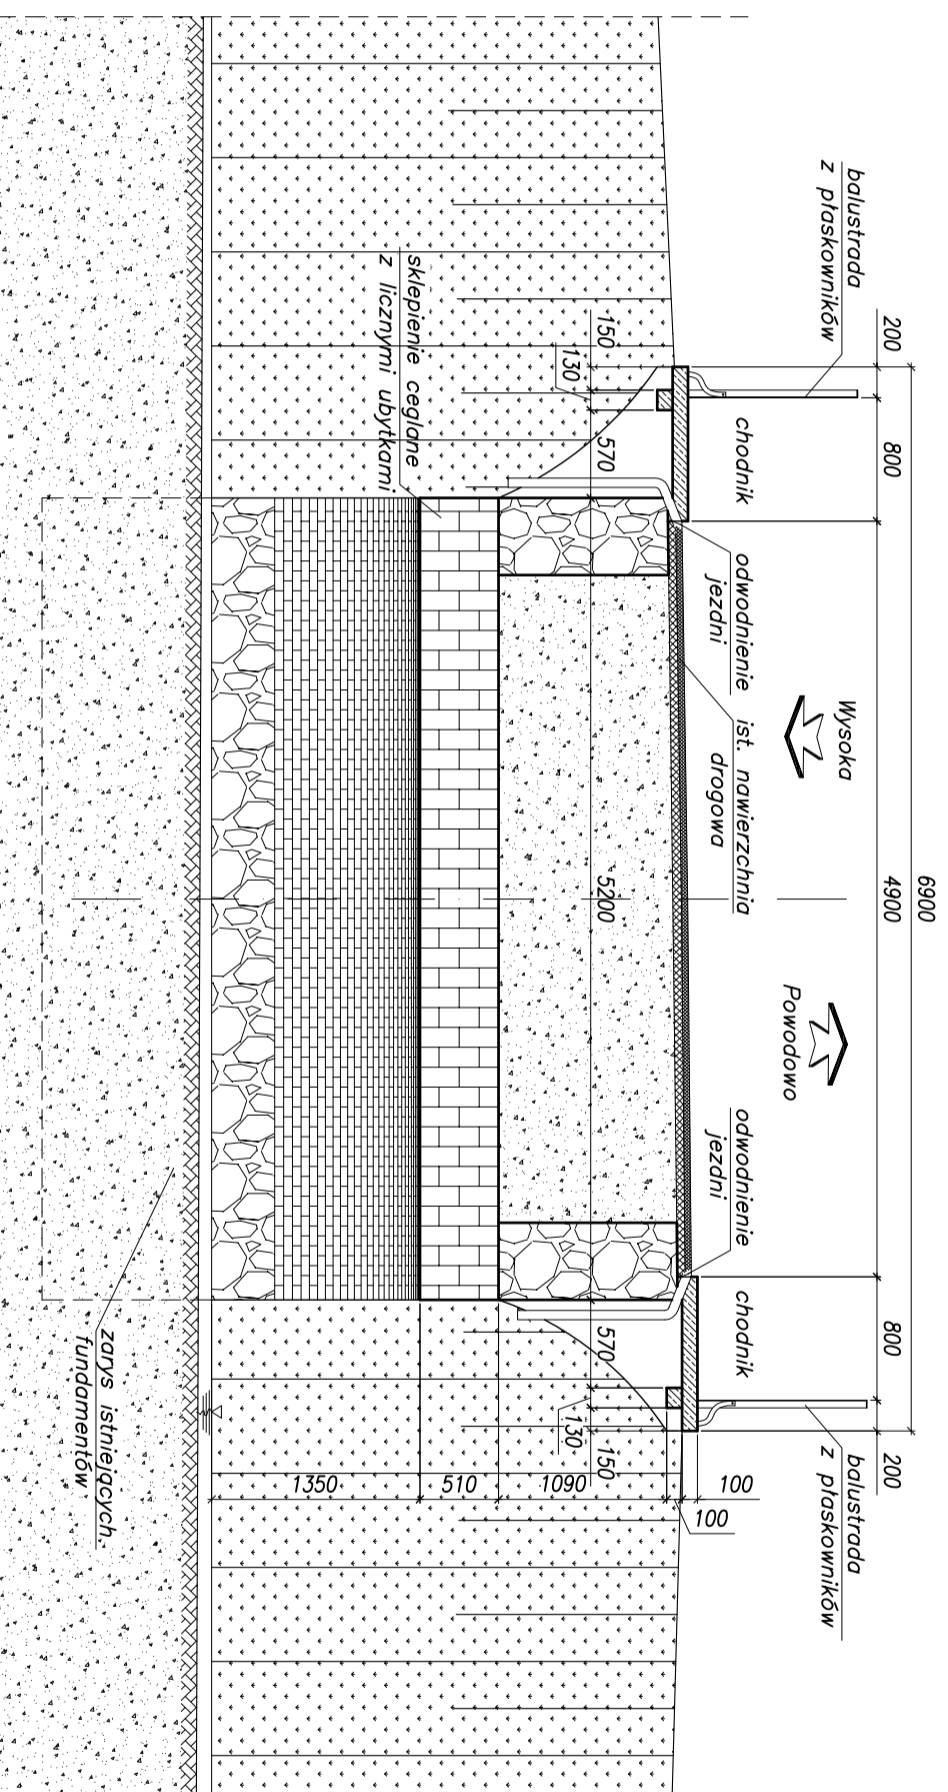 6900
200
800
4900
800
200
balustrada
z płaskowników
balustrada
z płaskowników
Wysoka
Powodowo
chodnik
chodnik
odwodnienie
jezdni
ist. nawierzchnia
drogowa
odwodnienie
jezdni
150
130
570
5200
570
130
150
100
100
1090
510
1350
sklepienie ceglane
z licznymi ubytkami
zarys istniejących
fundamentów